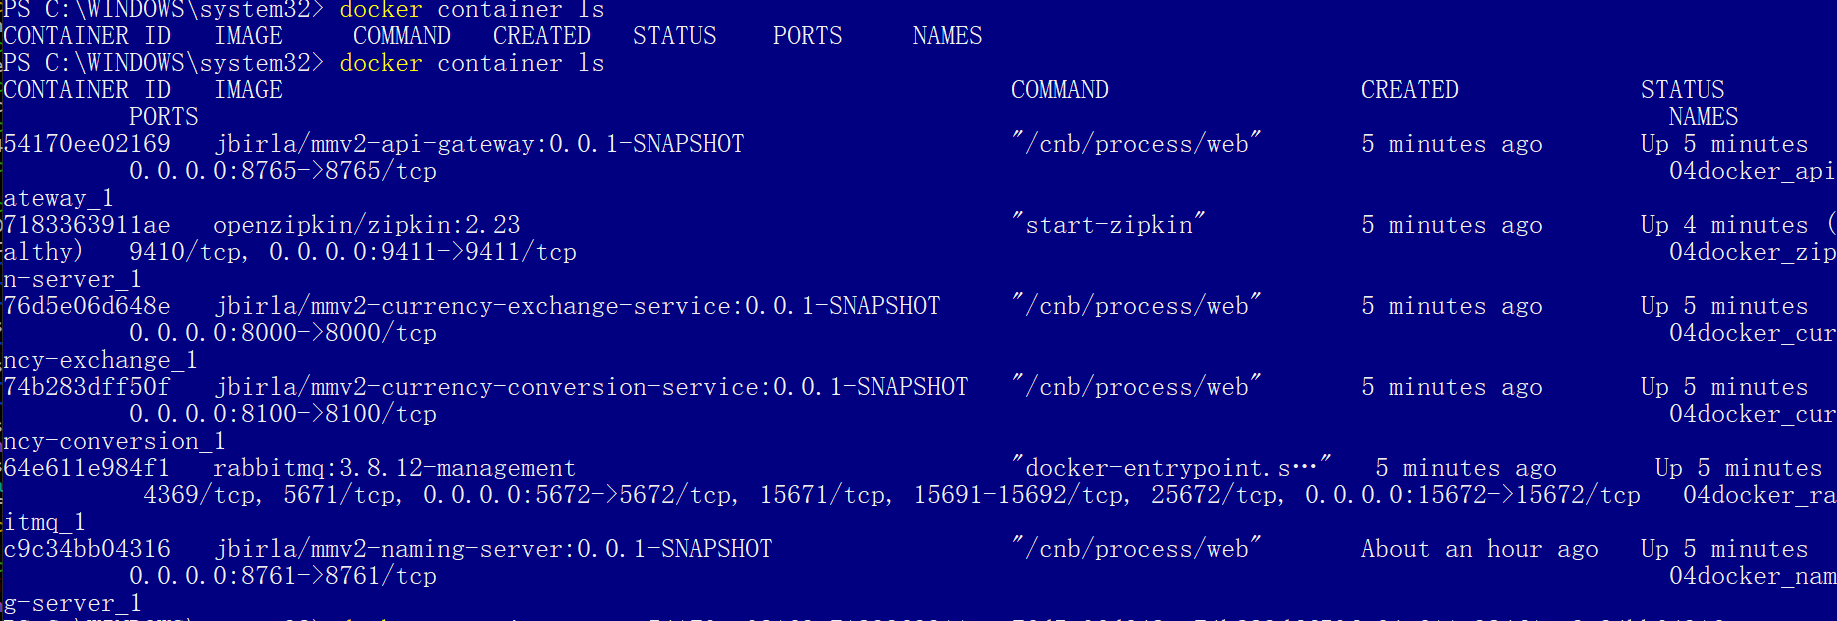 PS C:\WINDOWS\system32> docker container ls
CONTAINER ID   IMAGE     COMMAND   CREATED   STATUS    PORTS     NAMES
PS C:\WINDOWS\system32> docker container ls
CONTAINER ID   IMAGE                                                    COMMAND                  CREATED             STATUS
         PORTS                                                                                                         NAMES
54170ee02169   jbirla/mmv2-api-gateway:0.0.1-SNAPSHOT                   "/cnb/process/web"       5 minutes ago       Up 5 minutes
         0.0.0.0:8765->8765/tcp                                                                                        04docker_api
ateway_1
7183363911ae   openzipkin/zipkin:2.23                                   "start-zipkin"           5 minutes ago       Up 4 minutes (
althy)   9410/tcp, 0.0.0.0:9411->9411/tcp                                                                              04docker_zip
n-server_1
76d5e06d648e   jbirla/mmv2-currency-exchange-service:0.0.1-SNAPSHOT     "/cnb/process/web"       5 minutes ago       Up 5 minutes
         0.0.0.0:8000->8000/tcp                                                                                        04docker_cur
ncy-exchange_1
74b283dff50f   jbirla/mmv2-currency-conversion-service:0.0.1-SNAPSHOT   "/cnb/process/web"       5 minutes ago       Up 5 minutes
         0.0.0.0:8100->8100/tcp                                                                                        04docker_cur
ncy-conversion_1
64e611e984f1   rabbitmq:3.8.12-management                               "docker-entrypoint.s…"   5 minutes ago       Up 5 minutes
         4369/tcp, 5671/tcp, 0.0.0.0:5672->5672/tcp, 15671/tcp, 15691-15692/tcp, 25672/tcp, 0.0.0.0:15672->15672/tcp   04docker_ra
itmq_1
c9c34bb04316   jbirla/mmv2-naming-server:0.0.1-SNAPSHOT                 "/cnb/process/web"       About an hour ago   Up 5 minutes
         0.0.0.0:8761->8761/tcp                                                                                        04docker_nam
g-server_1